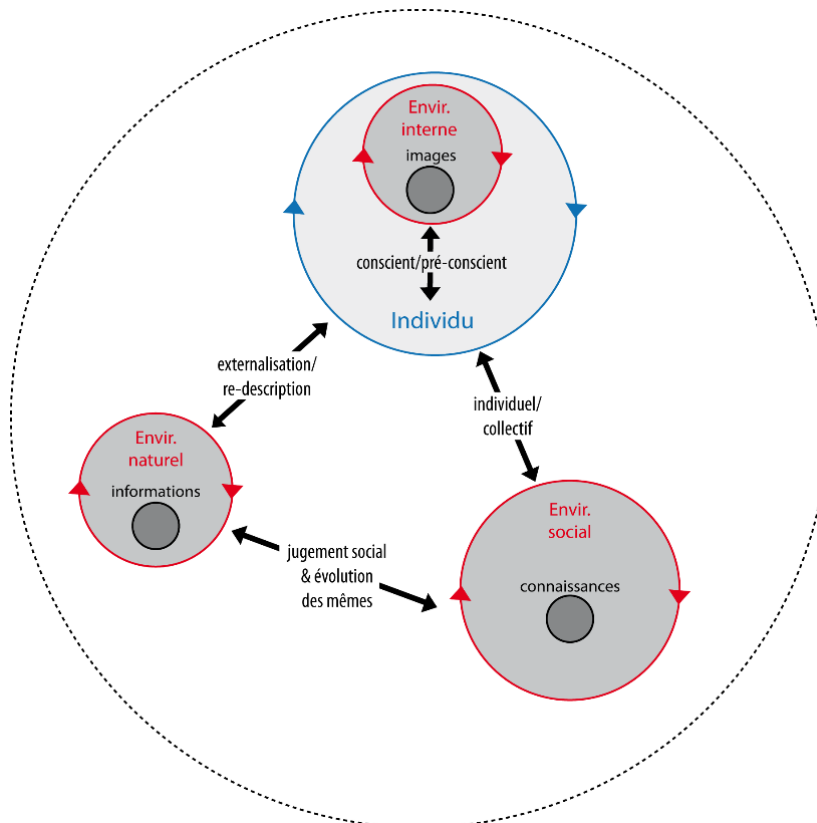 Envir.
interne
images
conscient/pré-conscient
Individu
externalisation/
re-description
individuel/
collectif
Envir.
naturel
informations
Envir.
social
connaissances
jugement social
& évolution
des mêmes